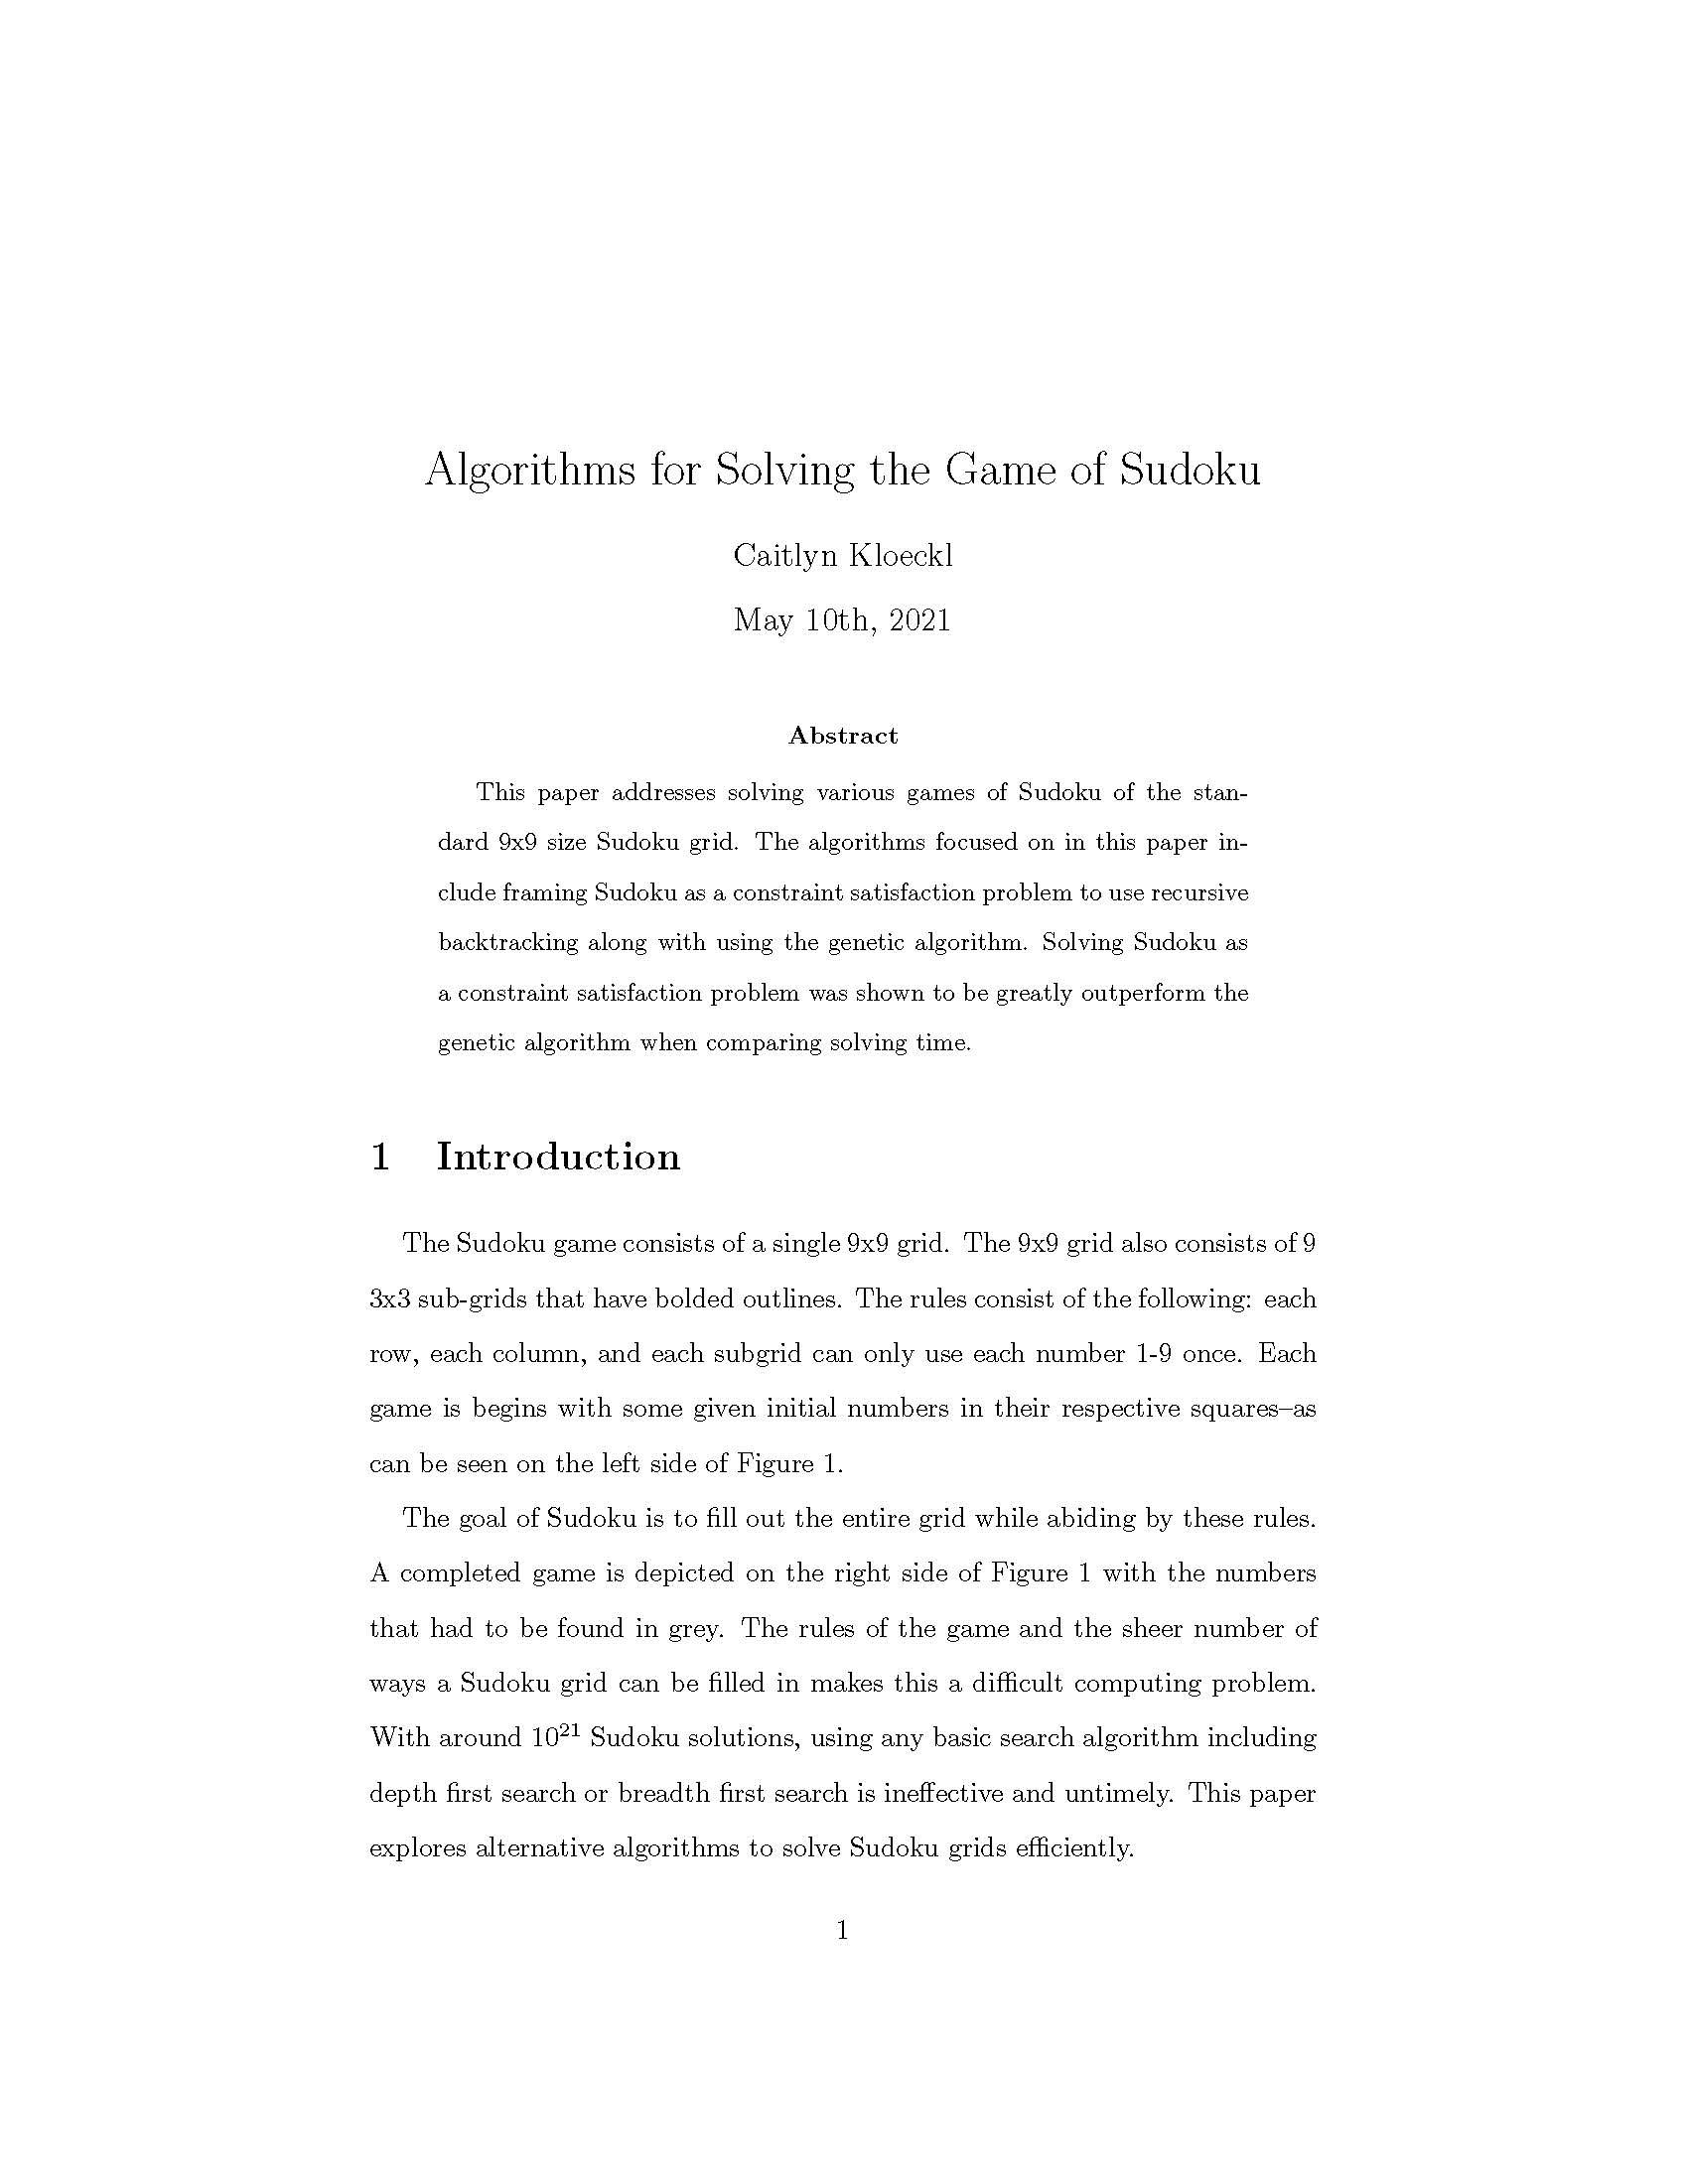 Algorithms for Solving the Game of Sudoku
Caitlyn Kloeckl
May 10th, 2021
Abstract
This paper addresses solving various games of Sudoku of the stan-
dard 9x9 size Sudoku grid. The algorithms focused on in this paper in-
clude framing Sudoku as a constraint satisfaction problem to use recursive
backtracking along with using the genetic algorithm. Solving Sudoku as
a constraint satisfaction problem was shown to be greatly outperform the
genetic algorithm when comparing solving time.
1 Introduction
The Sudoku game consists of a single 9x9 grid. The 9x9 grid also consists of 9
3x3 sub-grids that have bolded outlines. The rules consist of the following: each
row, each column, and each subgrid can only use each number 1-9 once. Each
game is begins with some given initial numbers in their respective squares–as
can be seen on the left side of Figure 1.
The goal of Sudoku is to fill out the entire grid while abiding by these rules.
A completed game is depicted on the right side of Figure 1 with the numbers
that had to be found in grey. The rules of the game and the sheer number of
ways a Sudoku grid can be filled in makes this a difficult computing problem.
With around 10²¹ Sudoku solutions, using any basic search algorithm including
depth first search or breadth first search is ineffective and untimely. This paper
explores alternative algorithms to solve Sudoku grids efficiently.
1